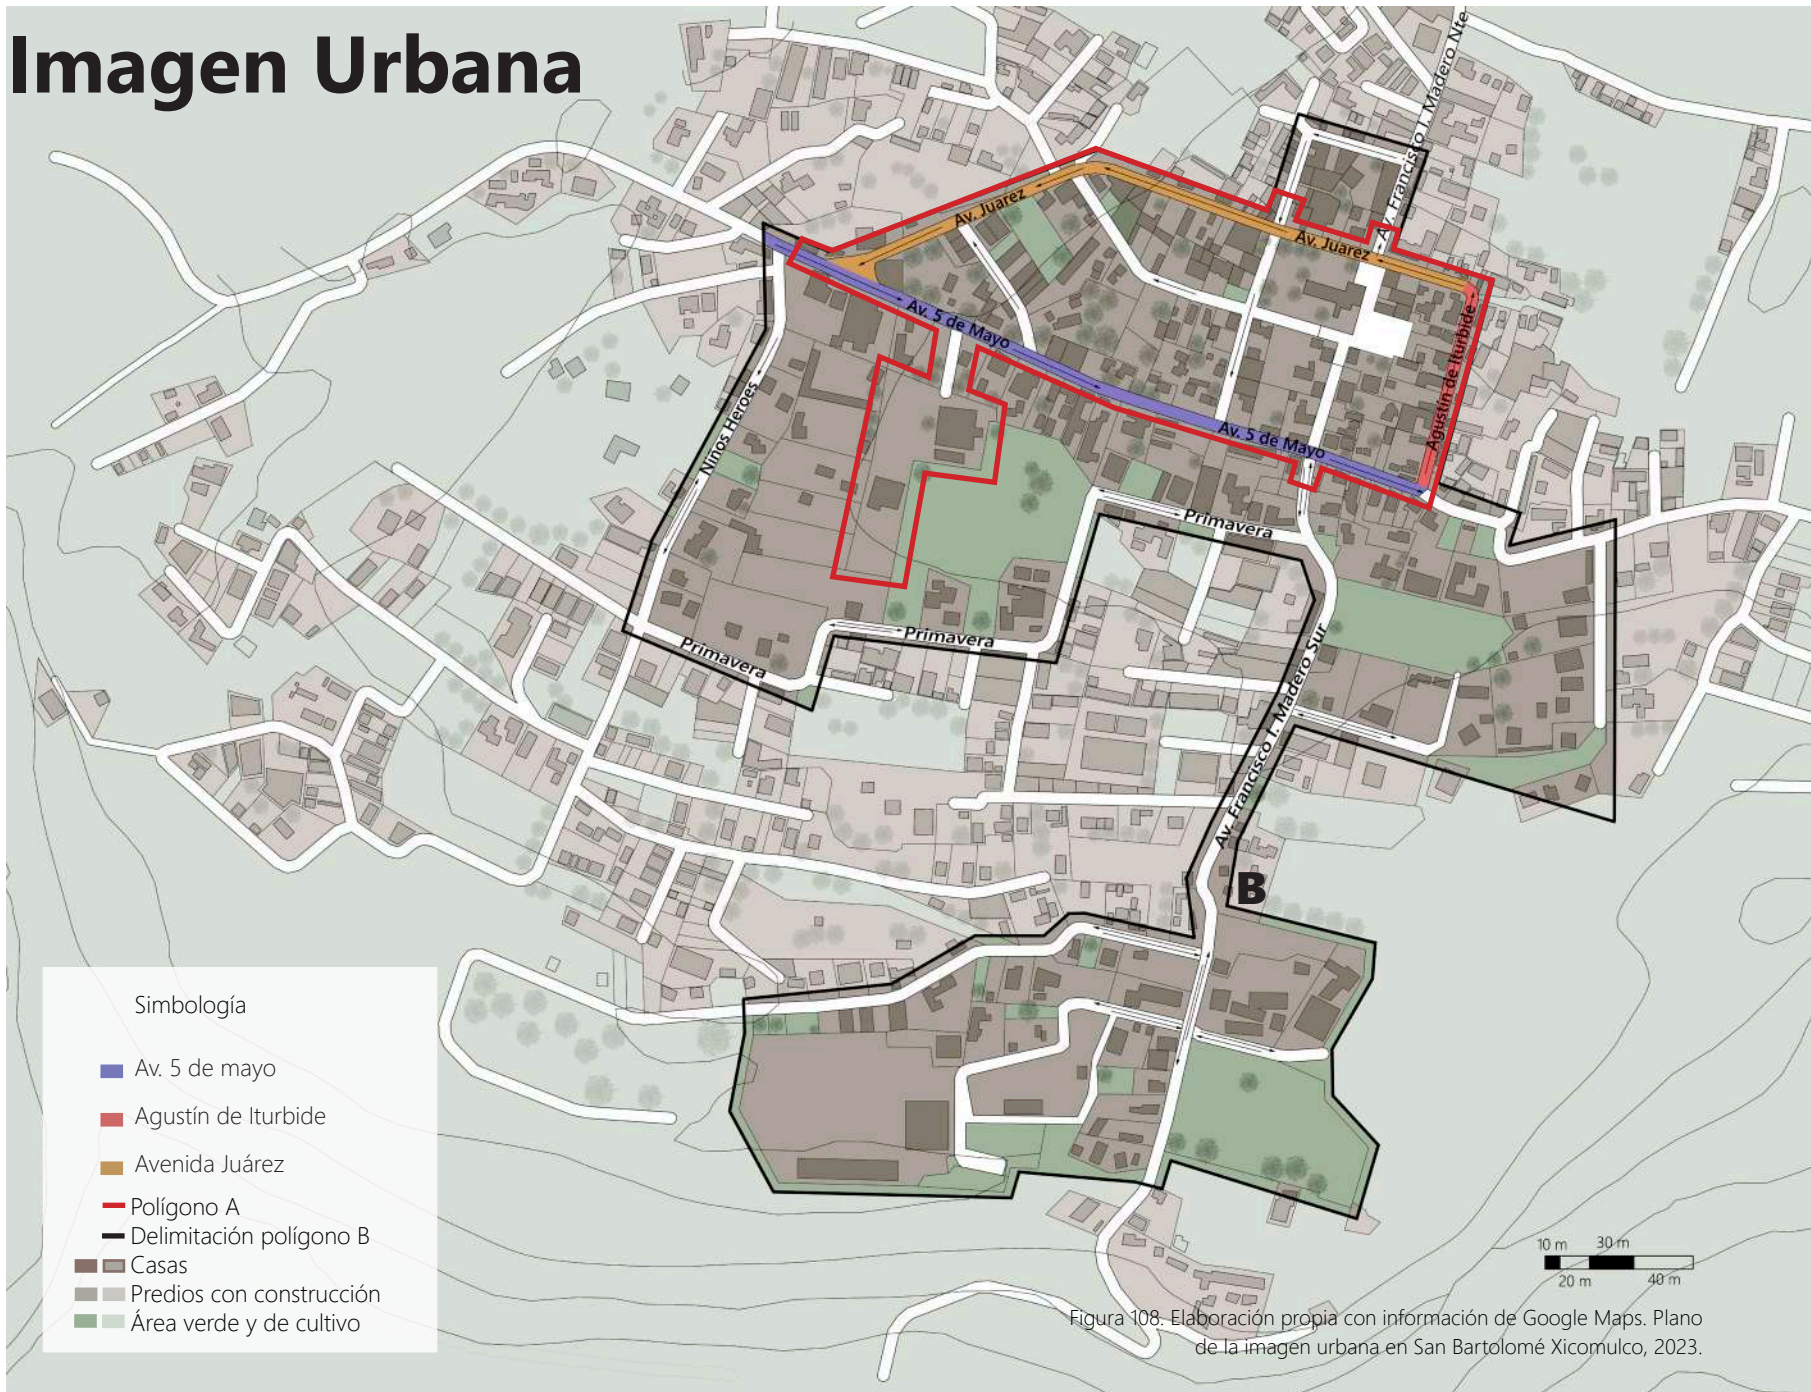 Imagen Urbana
Av. Francisco I. Madero Nte
Av. Juarez
Av. Juarez
Av. 5 de Mayo
Agustin de Iturbide
Ninos Heroes
Av. 5 de Mayo
Primavera
Primavera
Primavera
Av. Francisco I. Madero Sur
B
Simbología
Av. 5 de mayo
Agustín de Iturbide
Avenida Juárez
Polígono A
Delimitación polígono B
Casas
Predios con construcción
Área verde y de cultivo
10 m 30 m
20 m 40 m
Figura 108. Elaboración propia con información de Google Maps. Plano
de la imagen urbana en San Bartolomé Xicomulco, 2023.